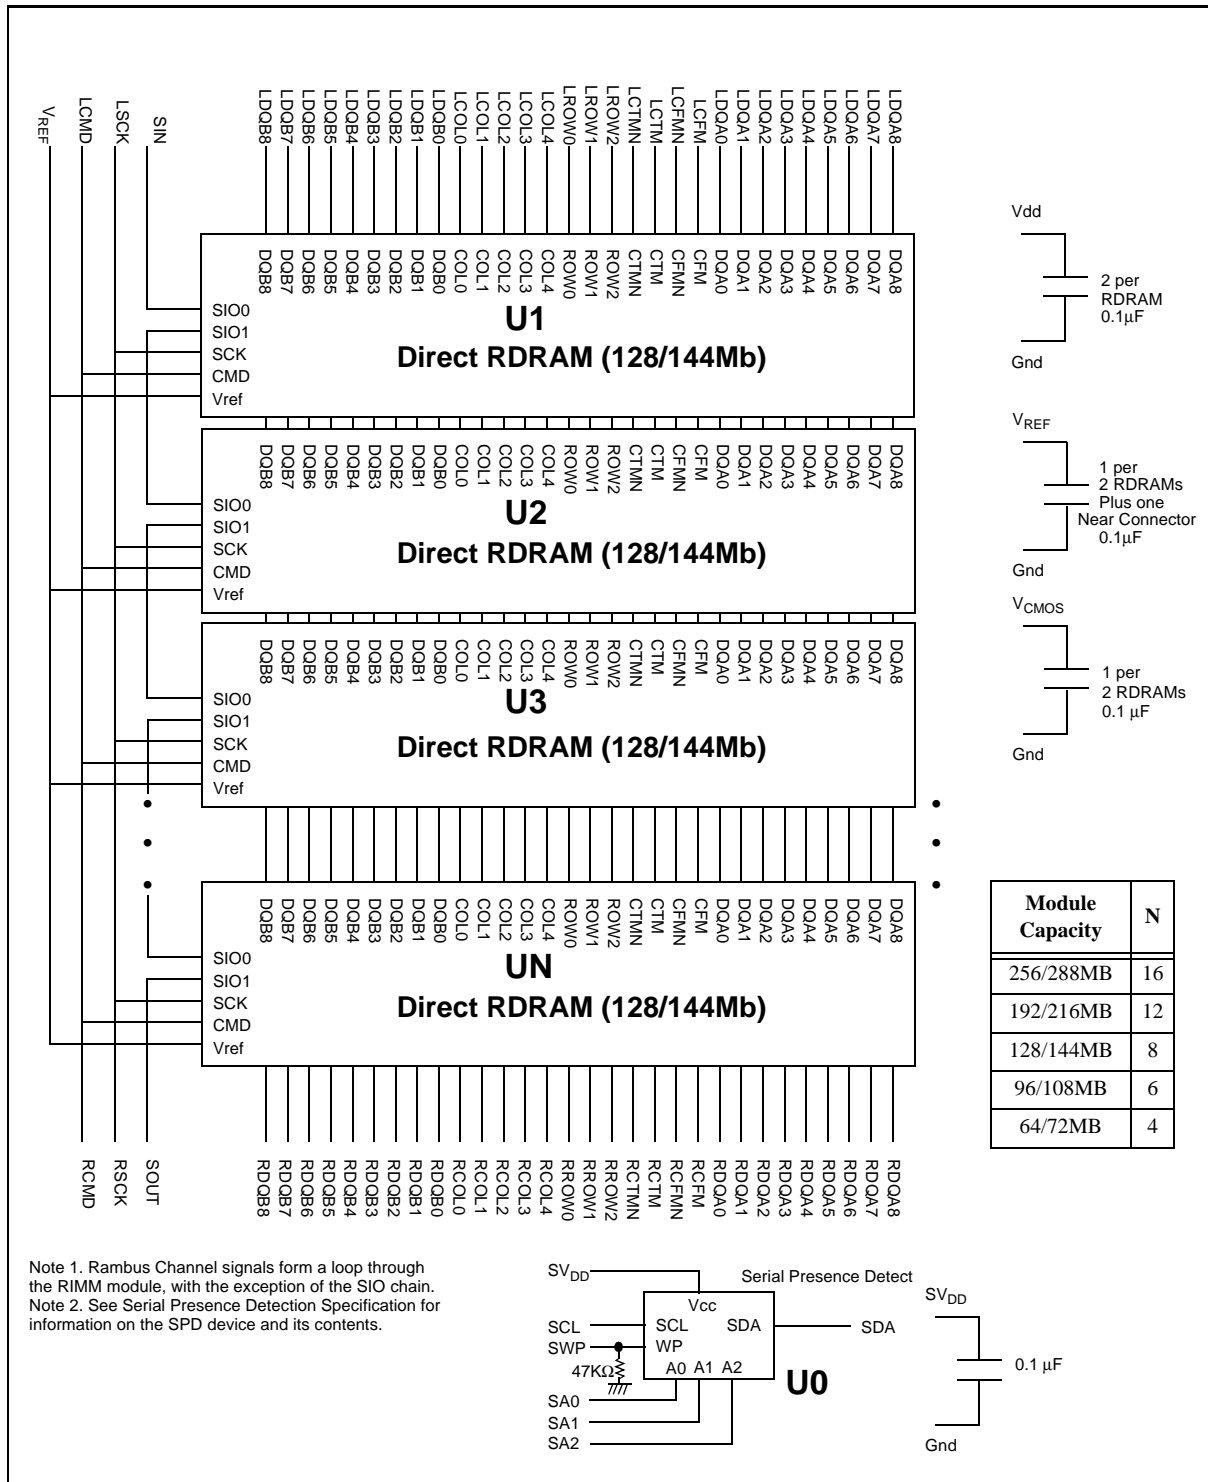 V_REF LCMD LSCK SIN LDQB8 LDQB7 LDQB6 LDQB5 LDQB4 LDQB3 LDQB2 LDQB1 LDQB0 LCOL0 LCOL1 LCOL2 LCOL3 LCOL4 LROW0 LROW1 LROW2 LCTMN LCTM LCFMN LCFM LDQA0 LDQA1 LDQA2 LDQA3 LDQA4 LDQA5 LDQA6 LDQA7 LDQA8
DQB8 DQB7 DQB6 DQB5 DQB4 DQB3 DQB2 DQB1 DQB0 COL0 COL1 COL2 COL3 COL4 ROW0 ROW1 ROW2 CTMN CTM CFMN CFM DQA0 DQA1 DQA2 DQA3 DQA4 DQA5 DQA6 DQA7 DQA8
SIO0
SIO1
SCK
CMD
Vref
U1
Direct RDRAM (128/144Mb)
DQB8 DQB7 DQB6 DQB5 DQB4 DQB3 DQB2 DQB1 DQB0 COL0 COL1 COL2 COL3 COL4 ROW0 ROW1 ROW2 CTMN CTM CFMN CFM DQA0 DQA1 DQA2 DQA3 DQA4 DQA5 DQA6 DQA7 DQA8
SIO0
SIO1
SCK
CMD
Vref
U2
Direct RDRAM (128/144Mb)
DQB8 DQB7 DQB6 DQB5 DQB4 DQB3 DQB2 DQB1 DQB0 COL0 COL1 COL2 COL3 COL4 ROW0 ROW1 ROW2 CTMN CTM CFMN CFM DQA0 DQA1 DQA2 DQA3 DQA4 DQA5 DQA6 DQA7 DQA8
SIO0
SIO1
SCK
CMD
Vref
U3
Direct RDRAM (128/144Mb)
DQB8 DQB7 DQB6 DQB5 DQB4 DQB3 DQB2 DQB1 DQB0 COL0 COL1 COL2 COL3 COL4 ROW0 ROW1 ROW2 CTMN CTM CFMN CFM DQA0 DQA1 DQA2 DQA3 DQA4 DQA5 DQA6 DQA7 DQA8
SIO0
SIO1
SCK
CMD
Vref
UN
Direct RDRAM (128/144Mb)
RCMD RSCK SOUT RDQB8 RDQB7 RDQB6 RDQB5 RDQB4 RDQB3 RDQB2 RDQB1 RDQB0 RCOL0 RCOL1 RCOL2 RCOL3 RCOL4 RROW0 RROW1 RROW2 RCTMN RCTM RCFMN RCFM RDQA0 RDQA1 RDQA2 RDQA3 RDQA4 RDQA5 RDQA6 RDQA7 RDQA8
Vdd
2 per
RDRAM
0.1µF
Gnd
V_REF
1 per
2 RDRAMs
Plus one
Near Connector
0.1µF
Gnd
V_CMOS
1 per
2 RDRAMs
0.1 µF
Gnd
Module Capacity N
256/288MB 16
192/216MB 12
128/144MB 8
96/108MB 6
64/72MB 4
Note 1. Rambus Channel signals form a loop through
the RIMM module, with the exception of the SIO chain.
Note 2. See Serial Presence Detection Specification for
information on the SPD device and its contents.
SV_DD
Serial Presence Detect
Vcc
SCL SCL SDA SDA
SWP WP
47KΩ
A0 A1 A2
U0
SA0
SA1
SA2
SV_DD
0.1 µF
Gnd